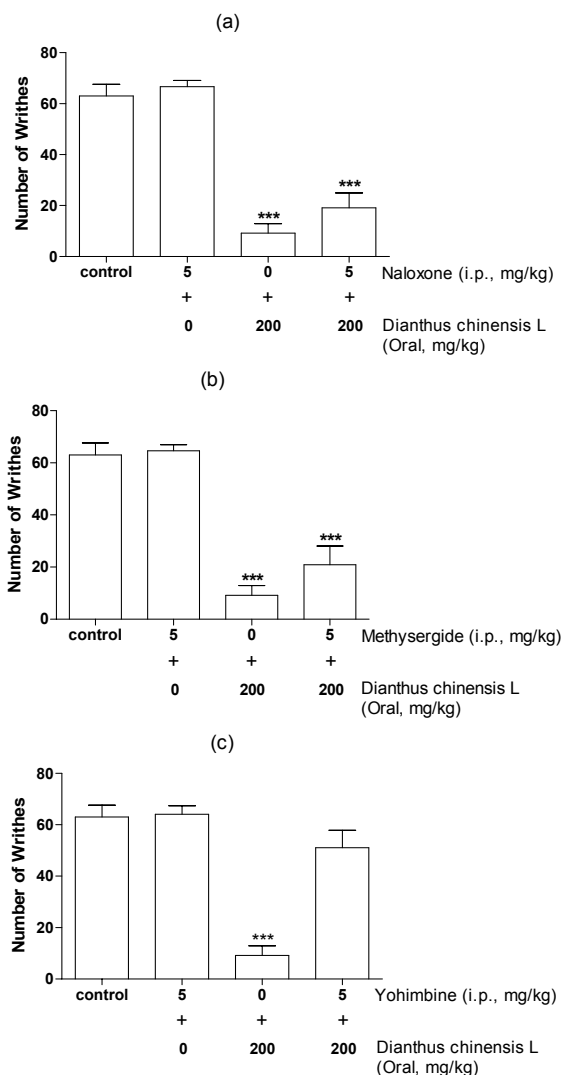 (a)
Number of Writhes
80
60
40
20
0
***
***
control 5 0 5 Naloxone (i.p., mg/kg)
+ + +
0 200 200 Dianthus chinensis L
(Oral, mg/kg)
(b)
Number of Writhes
80
60
40
20
0
***
***
control 5 0 5 Methysergide (i.p., mg/kg)
+ + +
0 200 200 Dianthus chinensis L
(Oral, mg/kg)
(c)
Number of Writhes
80
60
40
20
0
***
control 5 0 5 Yohimbine (i.p., mg/kg)
+ + +
0 200 200 Dianthus chinensis L
(Oral, mg/kg)